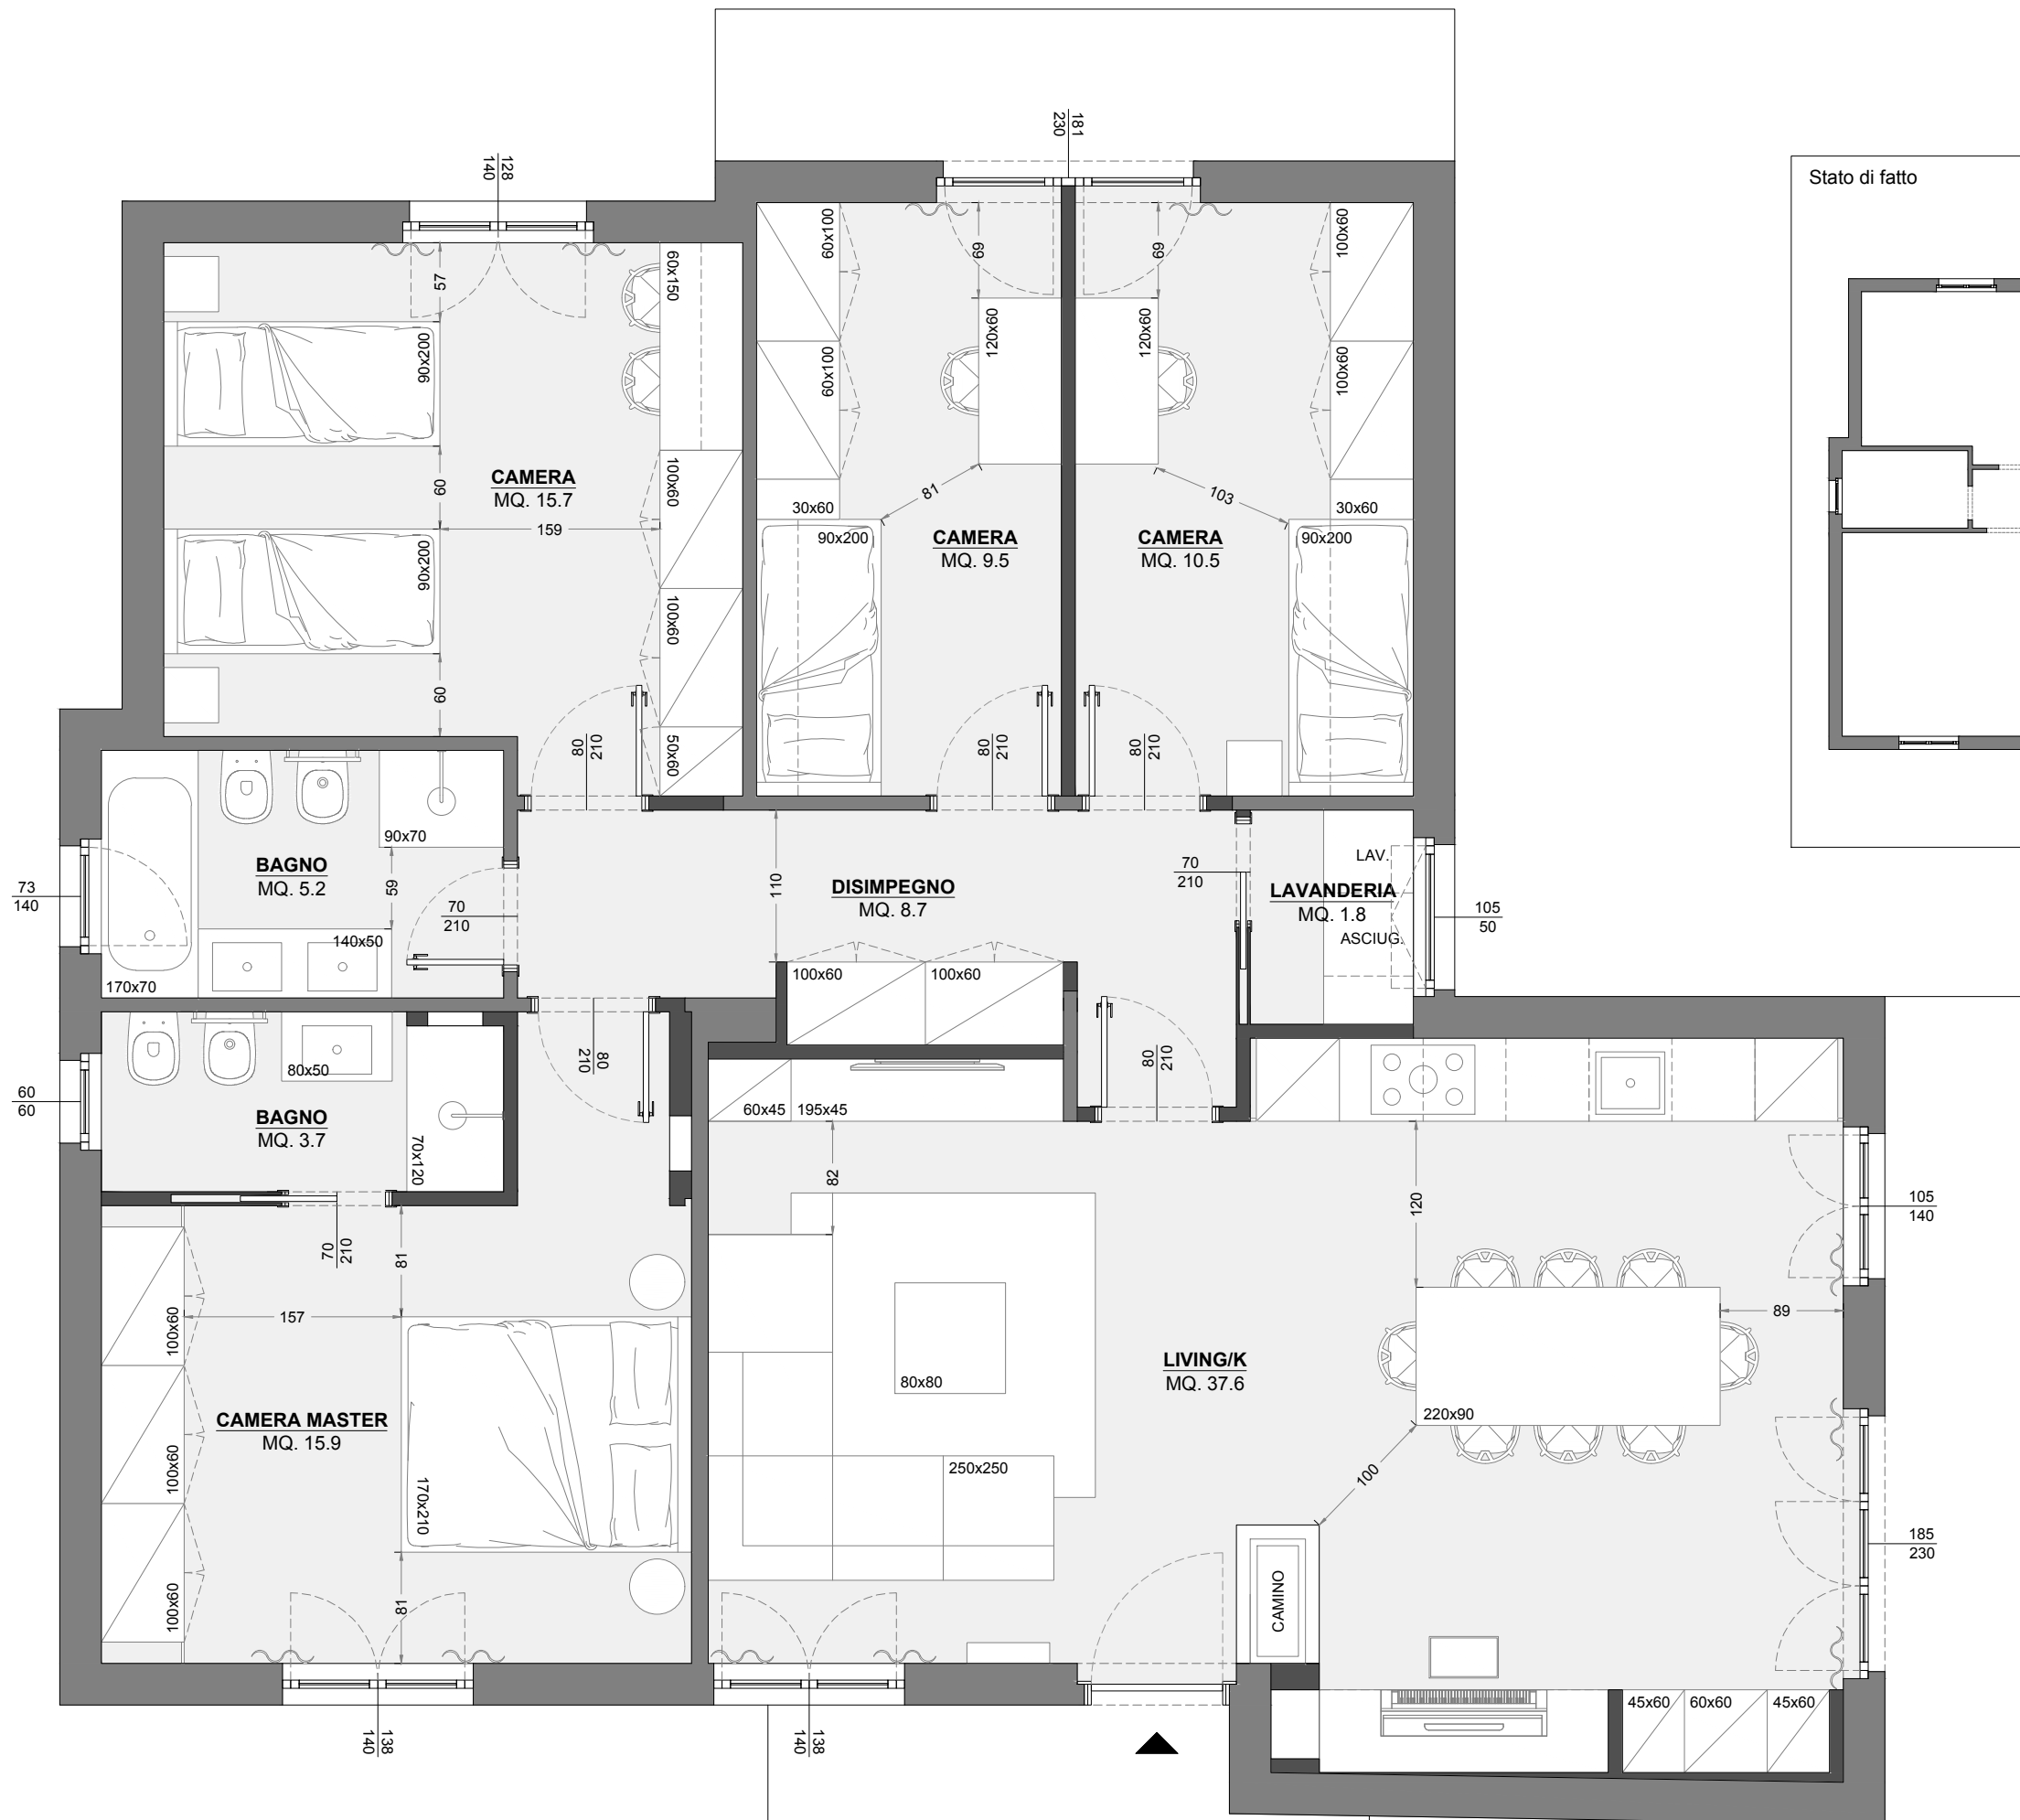 Stato di fatto
128
140
181
230
57
60x150
90x200
60
CAMERA
MQ. 15.7
100x60
159
90x200
100x60
60
50x60
80
210
60x100
69
60x100
120x60
81
30x60
90x200
CAMERA
MQ. 9.5
80
210
69
100x60
120x60
100x60
103
30x60
90x200
CAMERA
MQ. 10.5
80
210
73
140
90x70
BAGNO
MQ. 5.2
59
70
210
140x50
170x70
110
DISIMPEGNO
MQ. 8.7
100x60
100x60
70
210
LAV.
LAVANDERIA
MQ. 1.8
ASCIUG.
105
50
60
60
80x50
BAGNO
MQ. 3.7
70x120
80
210
70
210
81
157
100x60
100x60
100x60
CAMERA MASTER
MQ. 15.9
170x210
81
138
140
60x45
195x45
82
80
210
120
105
140
89
80x80
LIVING/K
MQ. 37.6
220x90
250x250
100
185
230
CAMINO
138
140
45x60
60x60
45x60